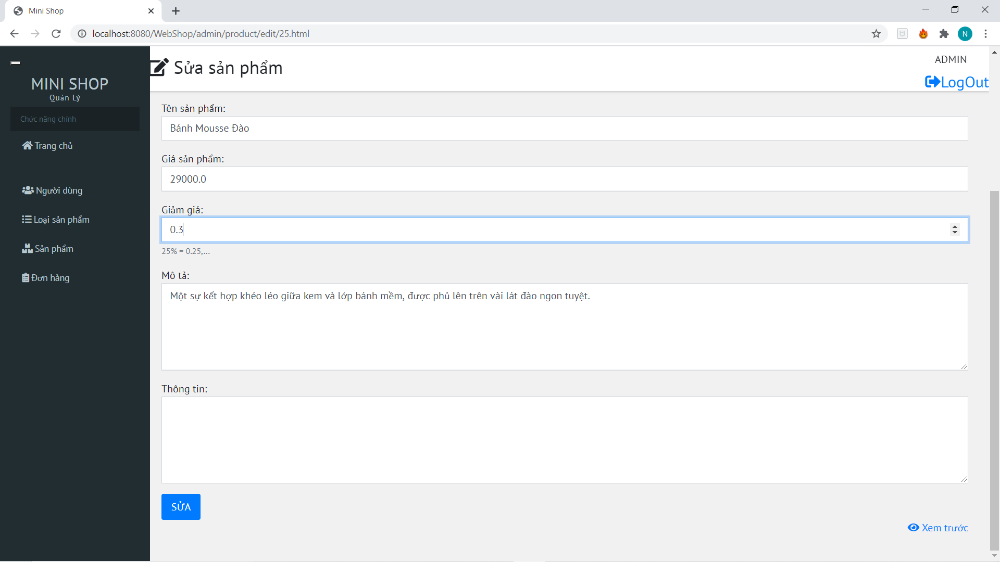 Mini Shop
localhost:8080/WebShop/admin/product/edit/25.html
N
MINI SHOP
Quản Lý
Chức năng chính
Trang chủ
Người dùng
Loại sản phẩm
Sản phẩm
Đơn hàng
Sửa sản phẩm
ADMIN
LogOut
Tên sản phẩm:
Bánh Mousse Đào
Giá sản phẩm:
29000.0
Giảm giá:
0.3
25% = 0.25,...
Mô tả:
Một sự kết hợp khéo léo giữa kem và lớp bánh mềm, được phủ lên trên vài lát đào ngon tuyệt.
Thông tin:
SỬA
Xem trước